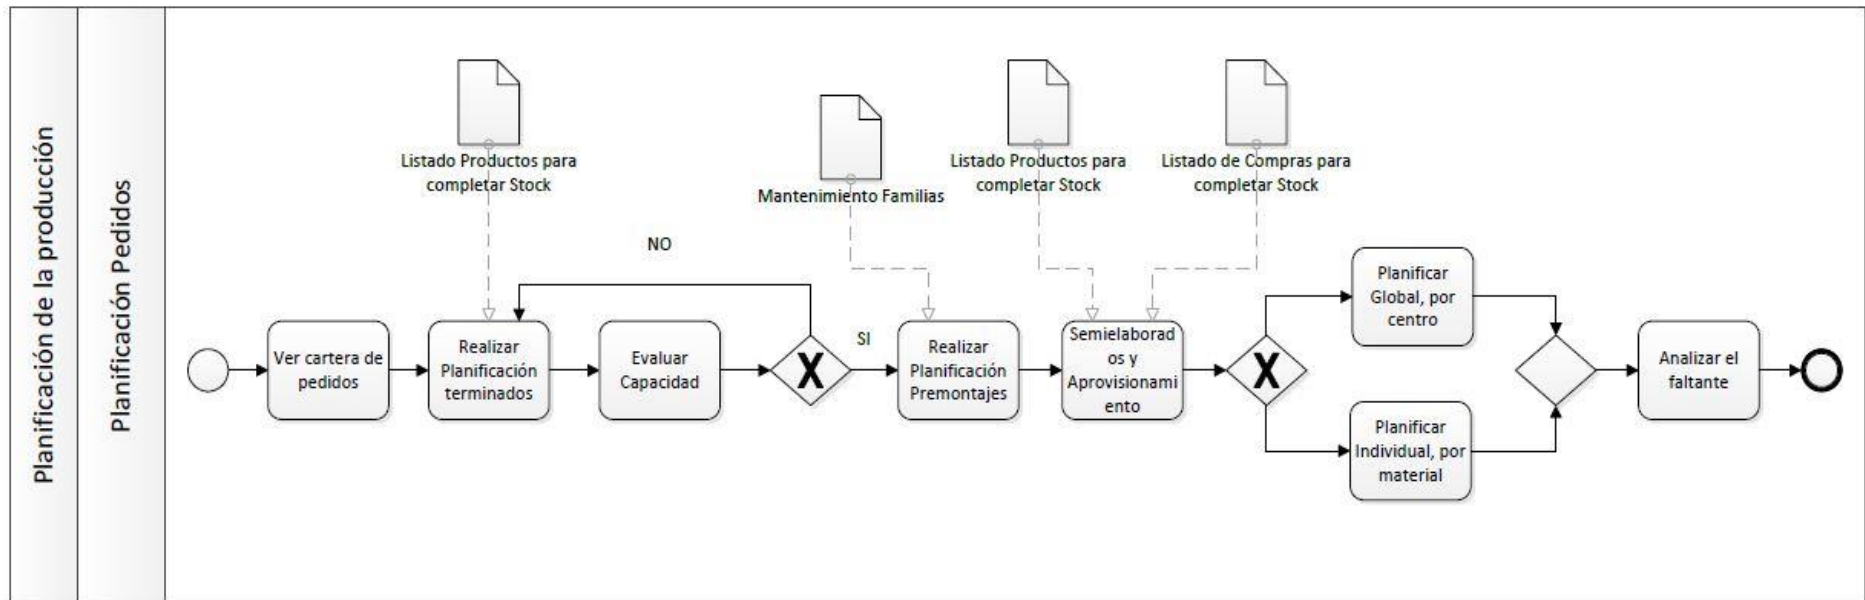 Planificación de la producción
Planificación Pedidos
Listado Productos para
completar Stock
Mantenimiento Familias
Listado Productos para
completar Stock
Listado de Compras para
completar Stock
NO
SI
Ver cartera de
pedidos
Realizar
Planificación
terminados
Evaluar
Capacidad
X
Realizar
Planificación
Premontajes
Semielaborad
os y
Aprovisionami
ento
X
Planificar
Global, por
centro
Planificar
Individual, por
material
Analizar el
faltante